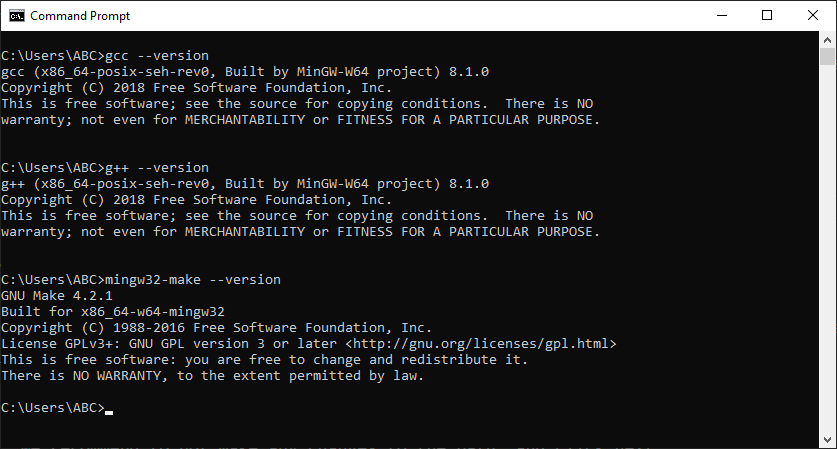 Command Prompt
C:\Users\ABC>gcc --version
gcc (x86_64-posix-seh-rev0, Built by MinGW-W64 project) 8.1.0
Copyright (C) 2018 Free Software Foundation, Inc.
This is free software; see the source for copying conditions.  There is NO
warranty; not even for MERCHANTABILITY or FITNESS FOR A PARTICULAR PURPOSE.
C:\Users\ABC>g++ --version
g++ (x86_64-posix-seh-rev0, Built by MinGW-W64 project) 8.1.0
Copyright (C) 2018 Free Software Foundation, Inc.
This is free software; see the source for copying conditions.  There is NO
warranty; not even for MERCHANTABILITY or FITNESS FOR A PARTICULAR PURPOSE.
C:\Users\ABC>mingw32-make --version
GNU Make 4.2.1
Built for x86_64-w64-mingw32
Copyright (C) 1988-2016 Free Software Foundation, Inc.
License GPLv3+: GNU GPL version 3 or later <http://gnu.org/licenses/gpl.html>
This is free software: you are free to change and redistribute it.
There is NO WARRANTY, to the extent permitted by law.
C:\Users\ABC>